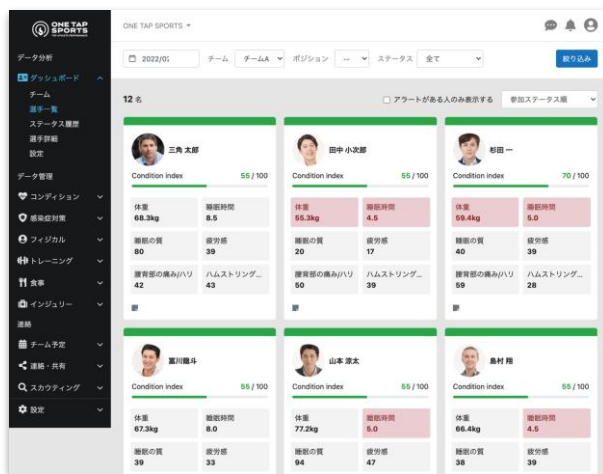 ONE TAP SPORTS
データ分析
ダッシュボード
チーム
選手一覧
ステータス履歴
選手詳細
設定
データ管理
コンディション
感染症対策
フィジカル
トレーニング
食事
インジュリー
連絡
チーム予定
連絡・共有
スカウティング
設定
ONE TAP SPORTS
2022/0
チーム チームA ポジション -- ステータス 全て 絞り込み
12 名
アラートがある人のみ表示する 参加ステータス順
三角 太郎
Condition index 55 / 100
体重 睡眠時間
68.3kg 8.5
睡眠の質 疲労感
80 39
腰背部の痛み/ハリ ハムストリング...
42 43
田中 小次郎
Condition index 55 / 100
体重 睡眠時間
55.3kg 4.5
睡眠の質 疲労感
20 17
腰背部の痛み/ハリ ハムストリング...
50 39
杉田 一
Condition index 70 / 100
体重 睡眠時間
59.4kg 5.0
睡眠の質 疲労感
40 39
腰背部の痛み/ハリ ハムストリング...
59 28
富川龍斗
Condition index 55 / 100
体重 睡眠時間
67.3kg 8.0
睡眠の質 疲労感
39 33
山本 涼太
Condition index 55 / 100
体重 睡眠時間
77.2kg 5.0
睡眠の質 疲労感
94 47
島村 翔
Condition index 55 / 100
体重 睡眠時間
66.4kg 4.5
睡眠の質 疲労感
38 39